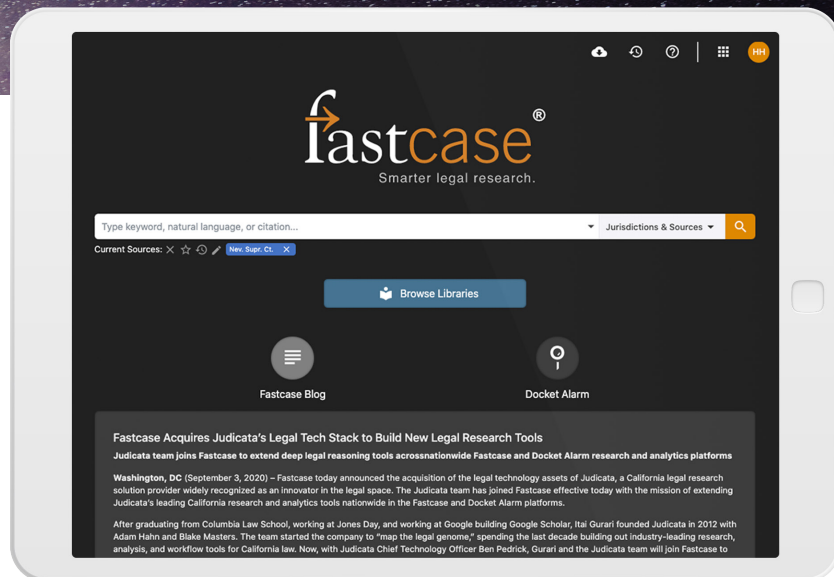 HH
fastcase®
Smarter legal research.
Type keyword, natural language, or citation...
Jurisdictions & Sources
Current Sources:
Nev. Supr. Ct. X
Browse Libraries
Fastcase Blog
Docket Alarm
Fastcase Acquires Judicata’s Legal Tech Stack to Build New Legal Research Tools
Judicata team joins Fastcase to extend deep legal reasoning tools acrossnationwide Fastcase and Docket Alarm research and analytics platforms
Washington, DC (September 3, 2020) – Fastcase today announced the acquisition of the legal technology assets of Judicata, a California legal research
solution provider widely recognized as an innovator in the legal space. The Judicata team has joined Fastcase effective today with the mission of extending
Judicata’s leading California research and analytics tools nationwide in the Fastcase and Docket Alarm platforms.
After graduating from Columbia Law School, working at Jones Day, and working at Google building Google Scholar, Itai Gurari founded Judicata in 2012 with
Adam Hahn and Blake Masters. The team started the company to “map the legal genome,” spending the last decade building out industry-leading research,
analysis, and workflow tools for California law. Now, with Judicata Chief Technology Officer Ben Pedrick, Gurari and the Judicata team will join Fastcase to